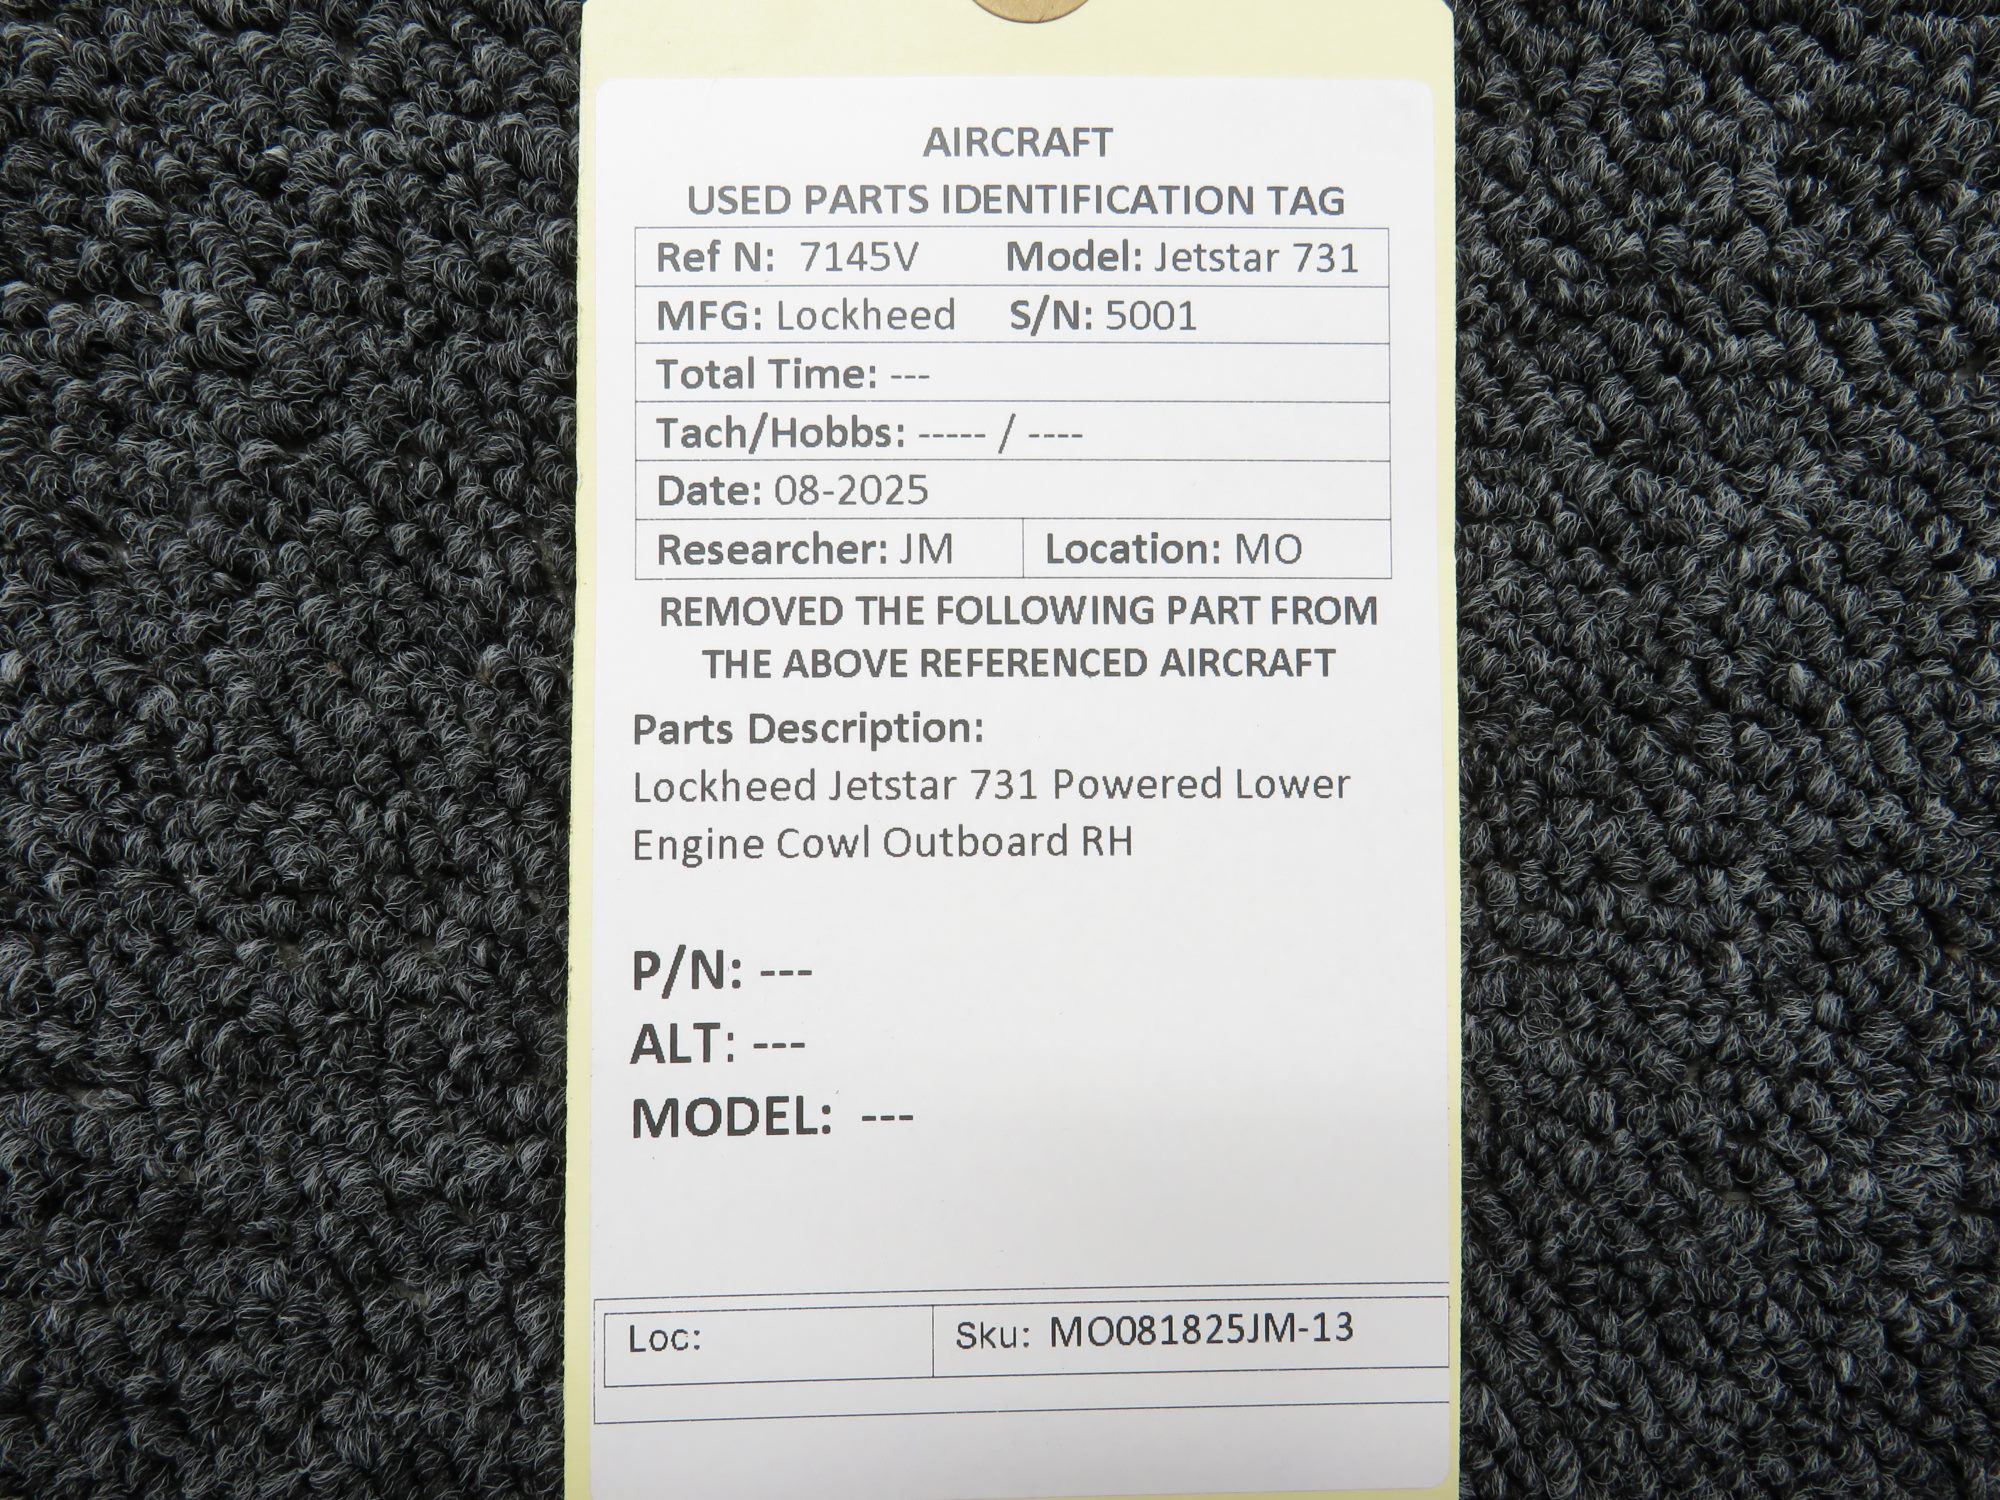 AIRCRAFT
USED PARTS IDENTIFICATION TAG
Ref N: 7145V Model: Jetstar 731
MFG: Lockheed S/N: 5001
Total Time: ---
Tach/Hobbs: ----- / ----
Date: 08-2025
Researcher: JM Location: MO
REMOVED THE FOLLOWING PART FROM
THE ABOVE REFERENCED AIRCRAFT
Parts Description:
Lockheed Jetstar 731 Powered Lower
Engine Cowl Outboard RH
P/N: ---
ALT: ---
MODEL: ---
Loc: Sku: MO081825JM-13